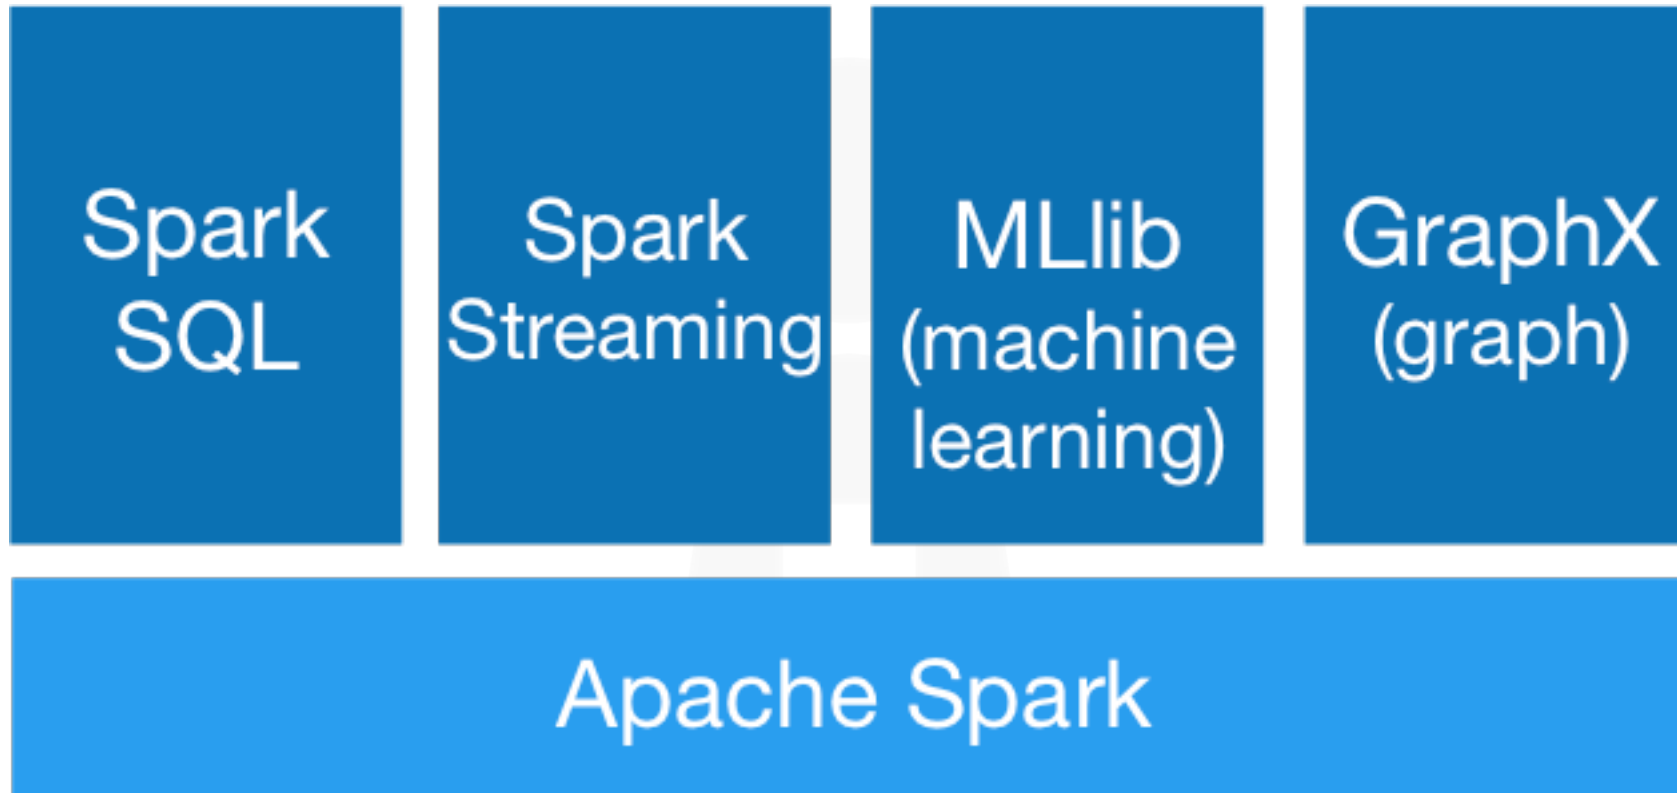 Spark
SQL
Spark
Streaming
MLlib
(machine
learning)
GraphX
(graph)
Apache Spark